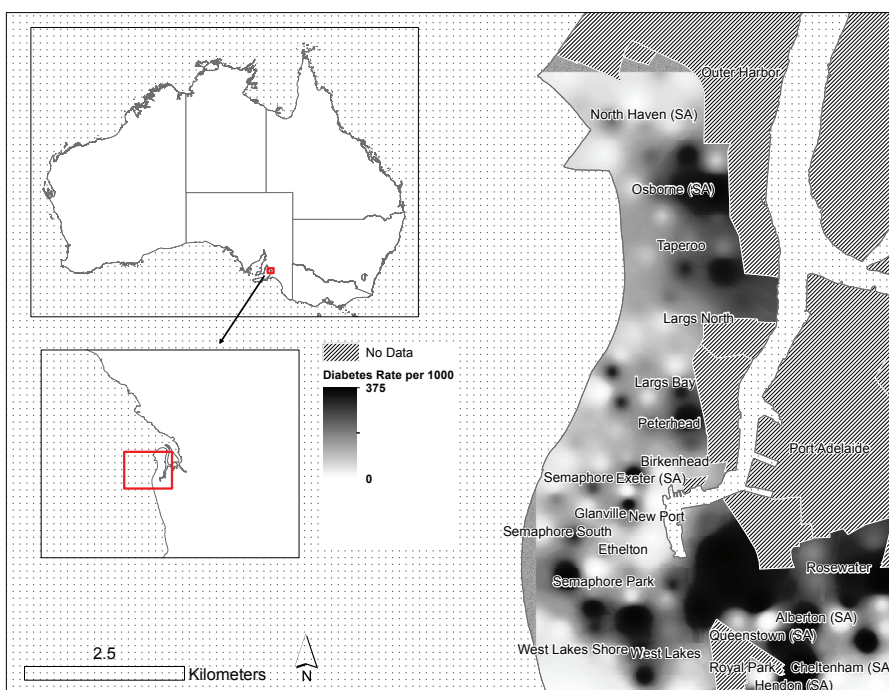 Outer Harbor
North Haven (SA)
Osborne (SA)
Taperoo
Largs North
No Data
Diabetes Rate per 1000
375
0
Largs Bay
Peterhead
Port Adelaide
Birkenhead
Semaphore Exeter (SA)
Glanville New Port
Semaphore South
Ethelton
Rosewater
Semaphore Park
Alberton (SA)
Queenstown (SA)
West Lakes Shore West Lakes
Royal Park Cheltenham (SA
Hendon (SA)
2.5
Kilometers
N